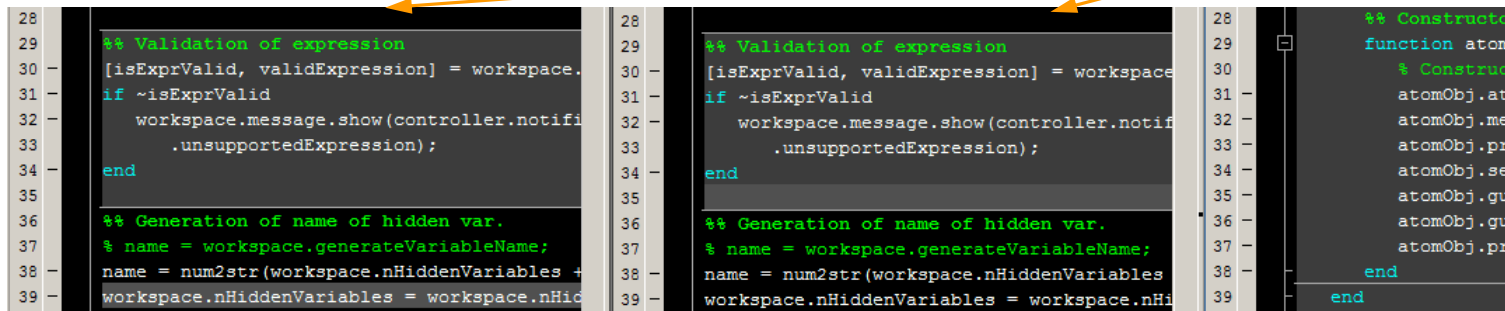 28
29 %% Validation of expression
30 – [isExprValid, validExpression] = workspace.
31 – if ~isExprValid
32 – workspace.message.show(controller.notifi
33 .unsupportedExpression);
34 – end
35
36 %% Generation of name of hidden var.
37 % name = workspace.generateVariableName;
38 – name = num2str(workspace.nHiddenVariables +
39 – workspace.nHiddenVariables = workspace.nHid
28
29 %% Validation of expression
30 – [isExprValid, validExpression] = workspace
31 – if ~isExprValid
32 – workspace.message.show(controller.notif
33 .unsupportedExpression);
34 – end
35
36 %% Generation of name of hidden var.
37 % name = workspace.generateVariableName;
38 – name = num2str(workspace.nHiddenVariables
39 – workspace.nHiddenVariables = workspace.nHi
28 %% Constructo
29 function atom
30 % Construc
31 – atomObj.at
32 – atomObj.me
33 – atomObj.pr
34 – atomObj.se
35 – atomObj.gu
36 – atomObj.gu
37 – atomObj.pr
38 – end
39 end